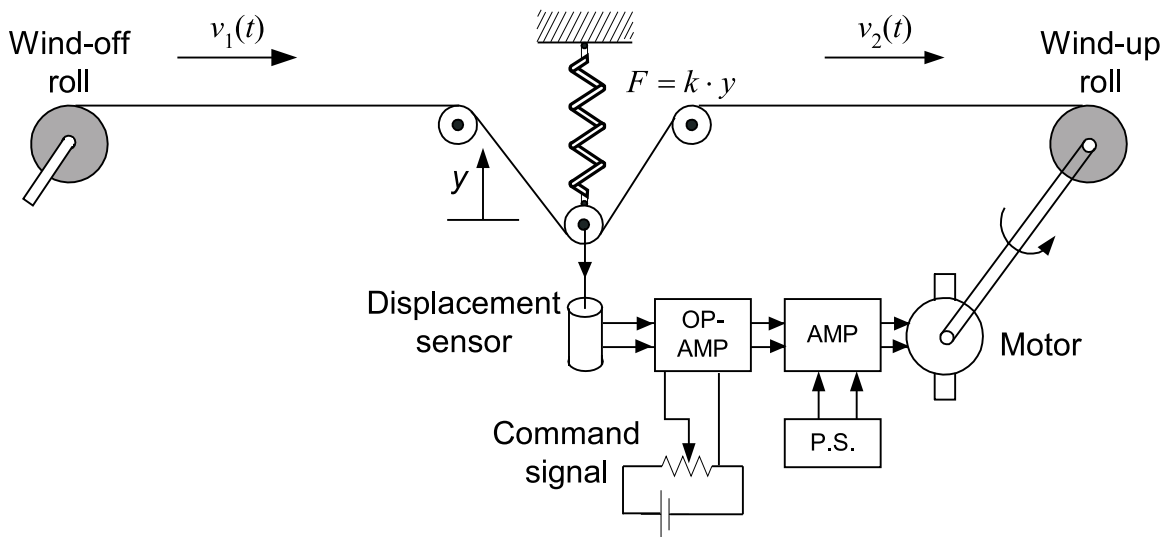 v₁(t)
v₂(t)
Wind-off
roll
Wind-up
roll
F = k · y
y
Displacement
sensor
OP-
AMP
AMP
Motor
Command
signal
P.S.